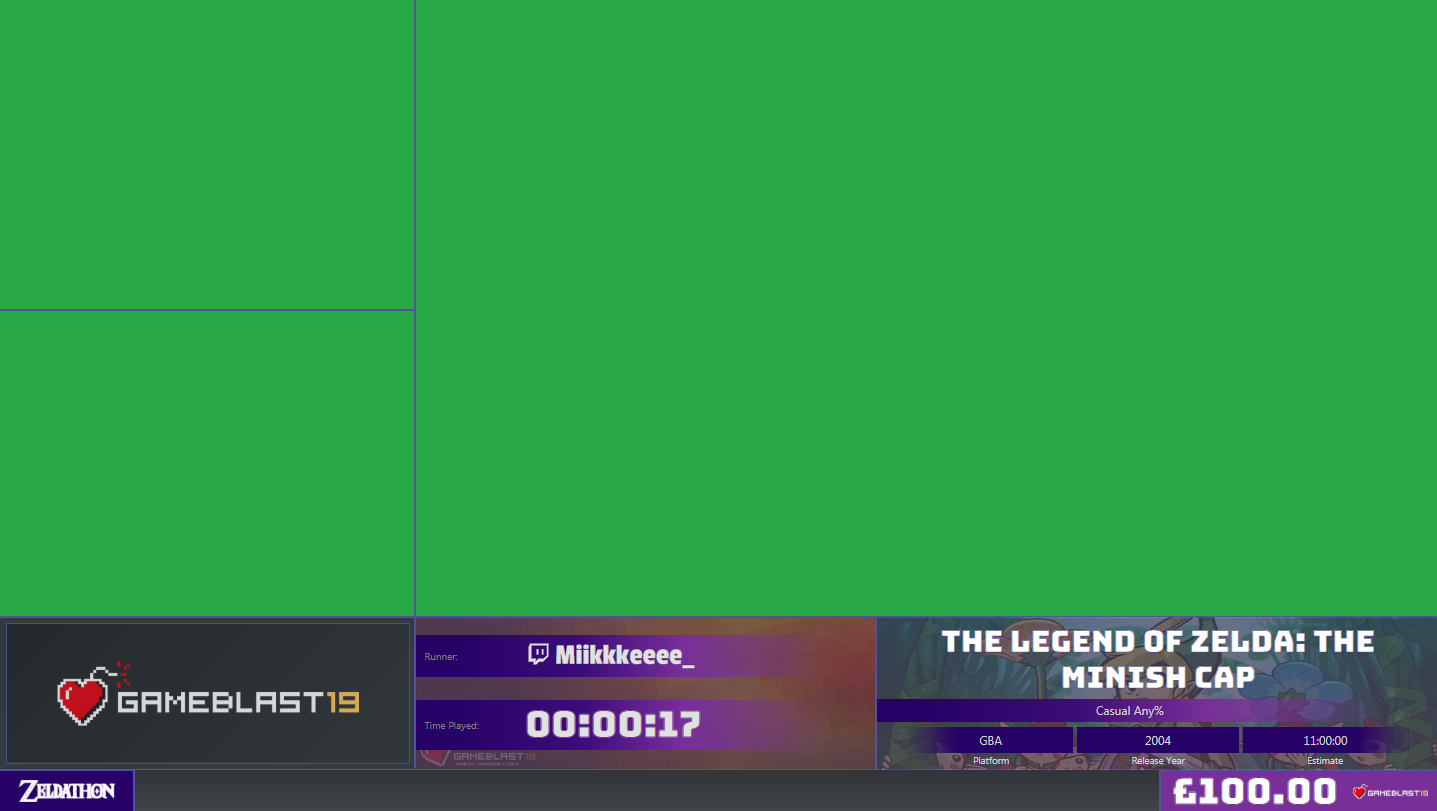 GAMEBLAST19
Runner:
Miikkkeeee_
Time Played:
00:00:17
GAMEBLAST19
THE LEGEND OF ZELDA: THE
MINISH CAP
Casual Any%
GBA
2004
11:00:00
Platform
Release Year
Estimate
ZELDATHON
£100.00
GAMEBLAST19